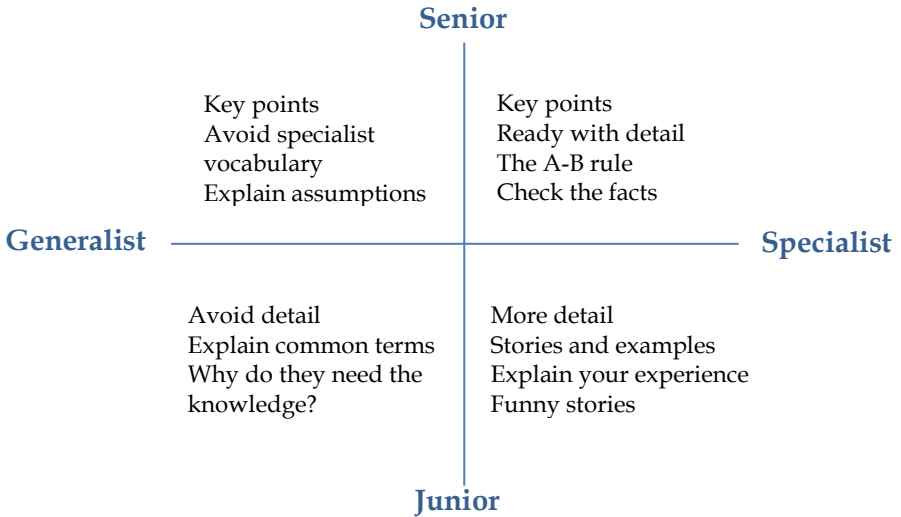 Senior
Key points
Avoid specialist
vocabulary
Explain assumptions
Key points
Ready with detail
The A-B rule
Check the facts
Generalist
Specialist
Avoid detail
Explain common terms
Why do they need the
knowledge?
More detail
Stories and examples
Explain your experience
Funny stories
Junior